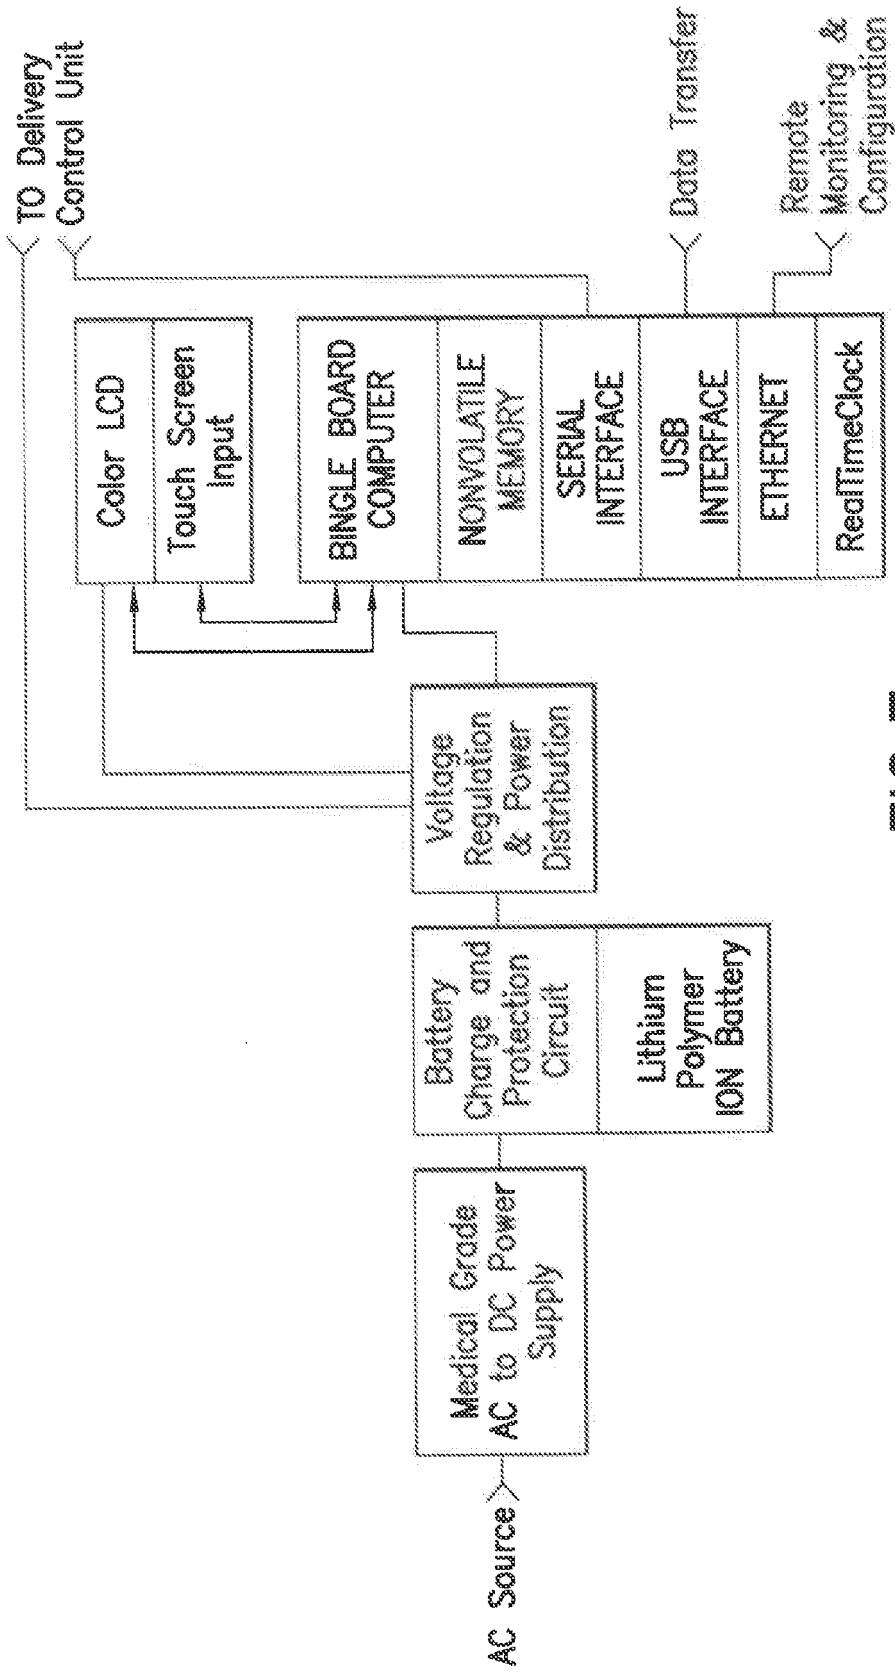 TO Delivery
Control Unit
Color LCD
Touch Screen
Input
BINGLE BOARD
COMPUTER
NONVOLATILE
MEMORY
SERIAL
INTERFACE
USB
INTERFACE
ETHERNET
RealTimeClock
Data Transfer
Remote
Monitoring &
Configuration
Voltage
Regulation
& Power
Distribution
Battery
Charge and
Protection
Circuit
Lithium
Polymer
ION Battery
Medical Grade
AC to DC Power
Supply
AC Source